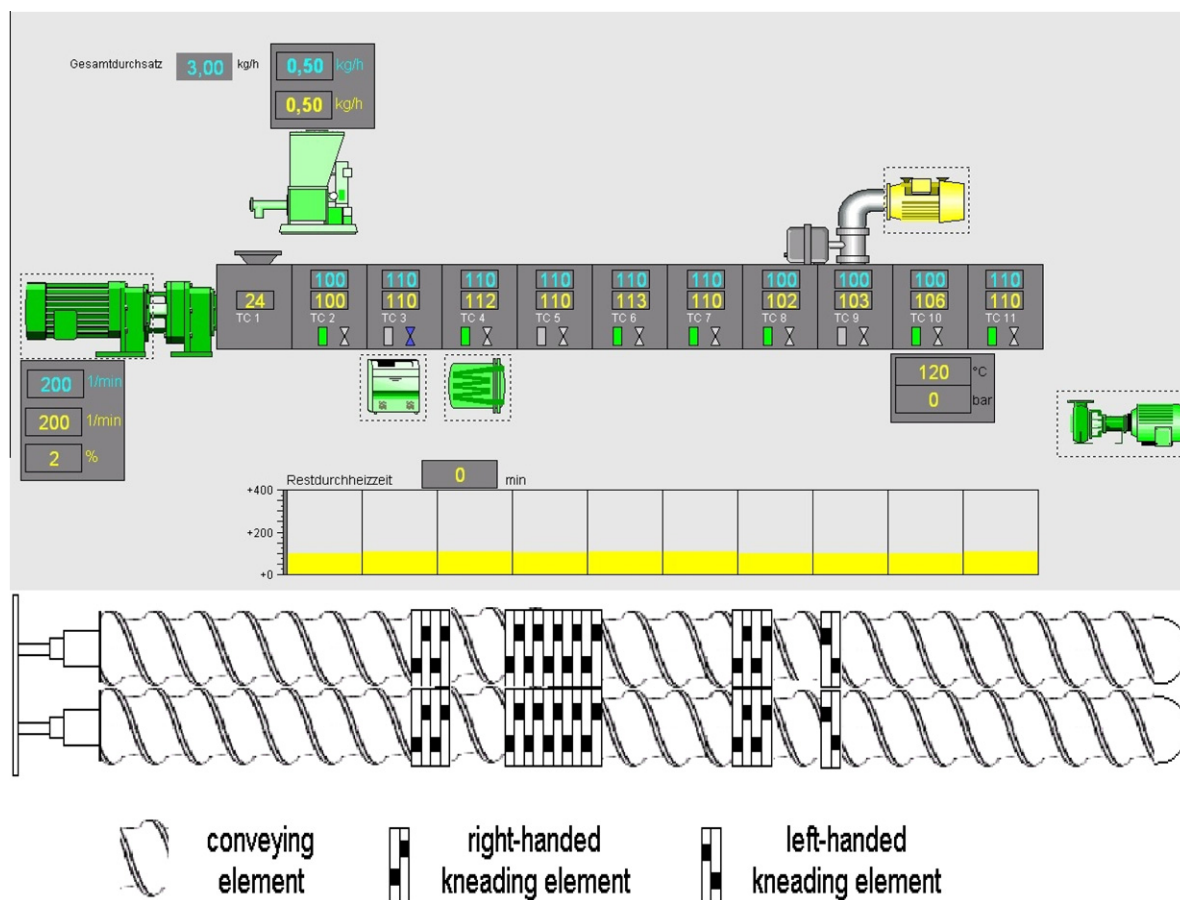 Gesamtdurchsatz 3,00 kg/h 0,50 kg/h
0,50 kg/h
100 110 110 110 110 110 100 100 100 110
24 100 110 112 110 113 110 102 103 106 110
TC 1 TC 2 TC 3 TC 4 TC 5 TC 6 TC 7 TC 8 TC 9 TC 10 TC 11
200 1/min
200 1/min
2 %
120 °C
0 bar
Restdurchheizzeit 0 min
+400
+200
+0
conveying
element
right-handed
kneading element
left-handed
kneading element